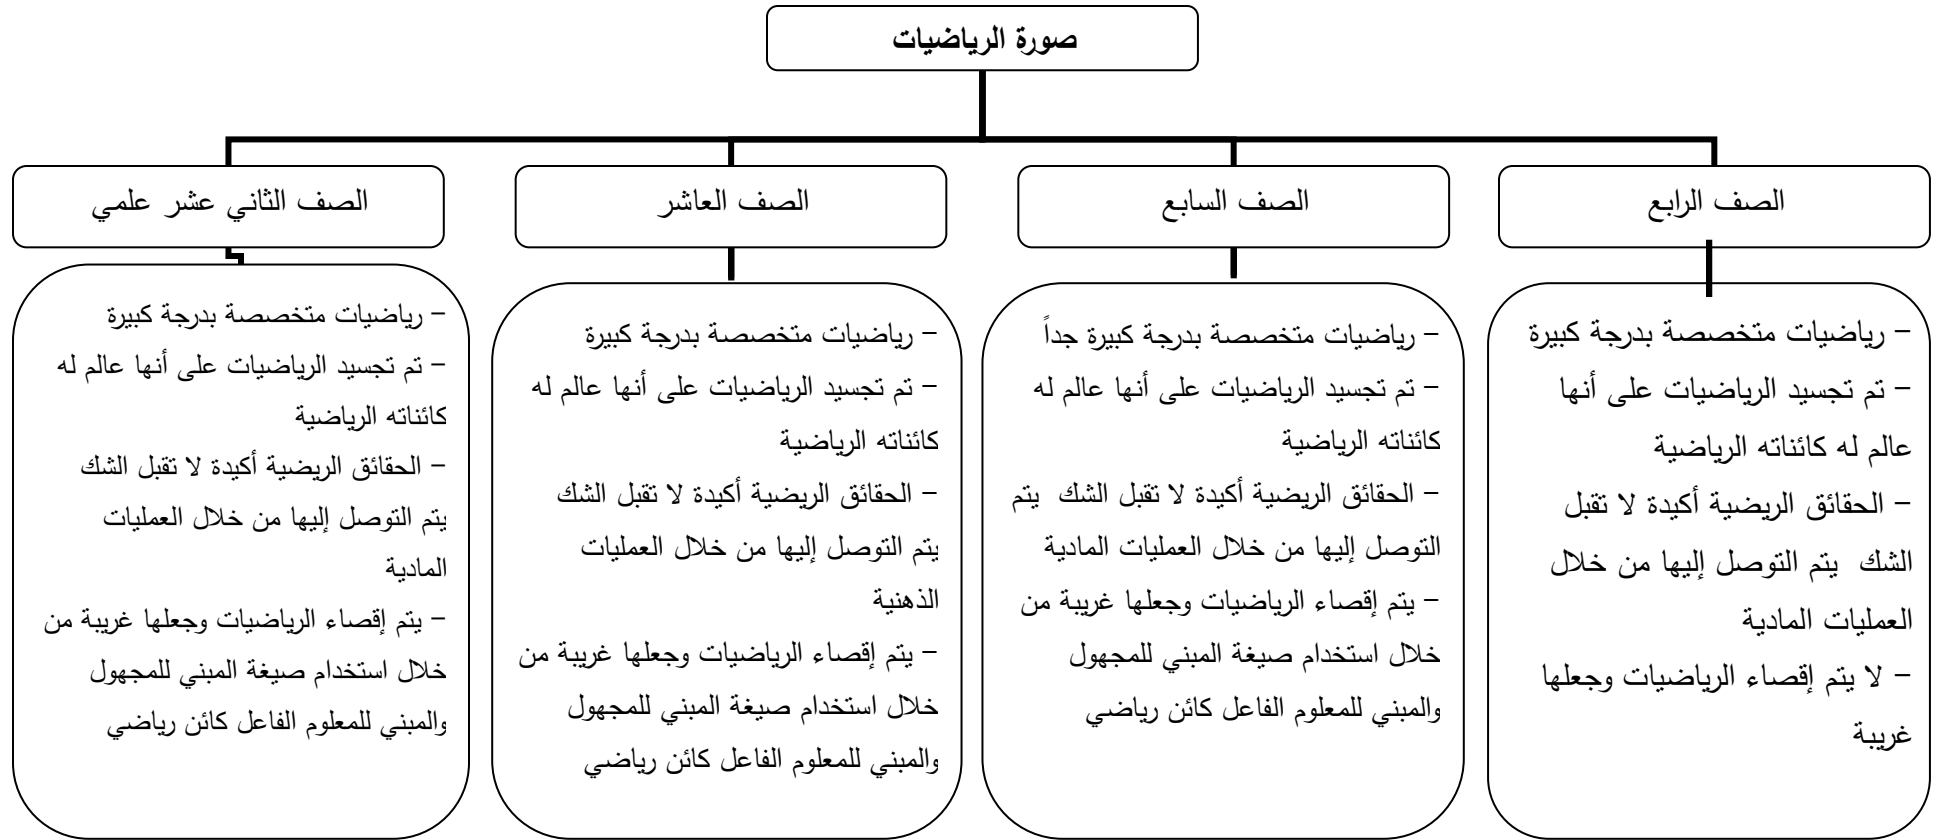 صورة الرياضيات
الصف الرابع
الصف السابع
الصف العاشر
الصف الثاني عشر علمي
– رياضيات متخصصة بدرجة كبيرة
– تم تجسيد الرياضيات على أنها
عالم له كائناته الرياضية
– الحقائق الريضية أكيدة لا تقبل
الشك يتم التوصل إليها من خلال
العمليات المادية
– لا يتم إقصاء الرياضيات وجعلها
غريبة
– رياضيات متخصصة بدرجة كبيرة جداً
– تم تجسيد الرياضيات على أنها عالم له
كائناته الرياضية
– الحقائق الريضية أكيدة لا تقبل الشك يتم
التوصل إليها من خلال العمليات المادية
– يتم إقصاء الرياضيات وجعلها غريبة من
خلال استخدام صيغة المبني للمجهول
والمبني للمعلوم الفاعل كائن رياضي
– رياضيات متخصصة بدرجة كبيرة
– تم تجسيد الرياضيات على أنها عالم له
كائناته الرياضية
– الحقائق الريضية أكيدة لا تقبل الشك
يتم التوصل إليها من خلال العمليات
الذهنية
– يتم إقصاء الرياضيات وجعلها غريبة من
خلال استخدام صيغة المبني للمجهول
والمبني للمعلوم الفاعل كائن رياضي
– رياضيات متخصصة بدرجة كبيرة
– تم تجسيد الرياضيات على أنها عالم له
كائناته الرياضية
– الحقائق الريضية أكيدة لا تقبل الشك
يتم التوصل إليها من خلال العمليات
المادية
– يتم إقصاء الرياضيات وجعلها غريبة من
خلال استخدام صيغة المبني للمجهول
والمبني للمعلوم الفاعل كائن رياضي